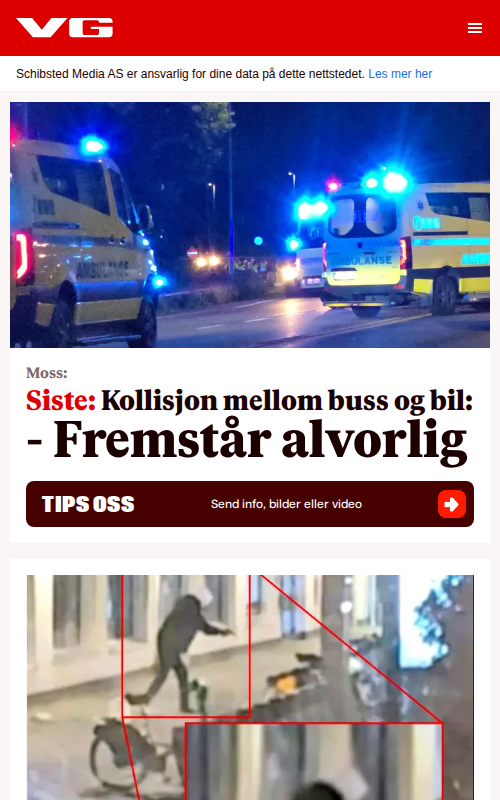 VG
Schibsted Media AS er ansvarlig for dine data på dette nettstedet. Les mer her
AMBULANSE
AMBULANSE
Moss:
Siste: Kollisjon mellom buss og bil:
- Fremstår alvorlig
TIPS OSS
Send info, bilder eller video